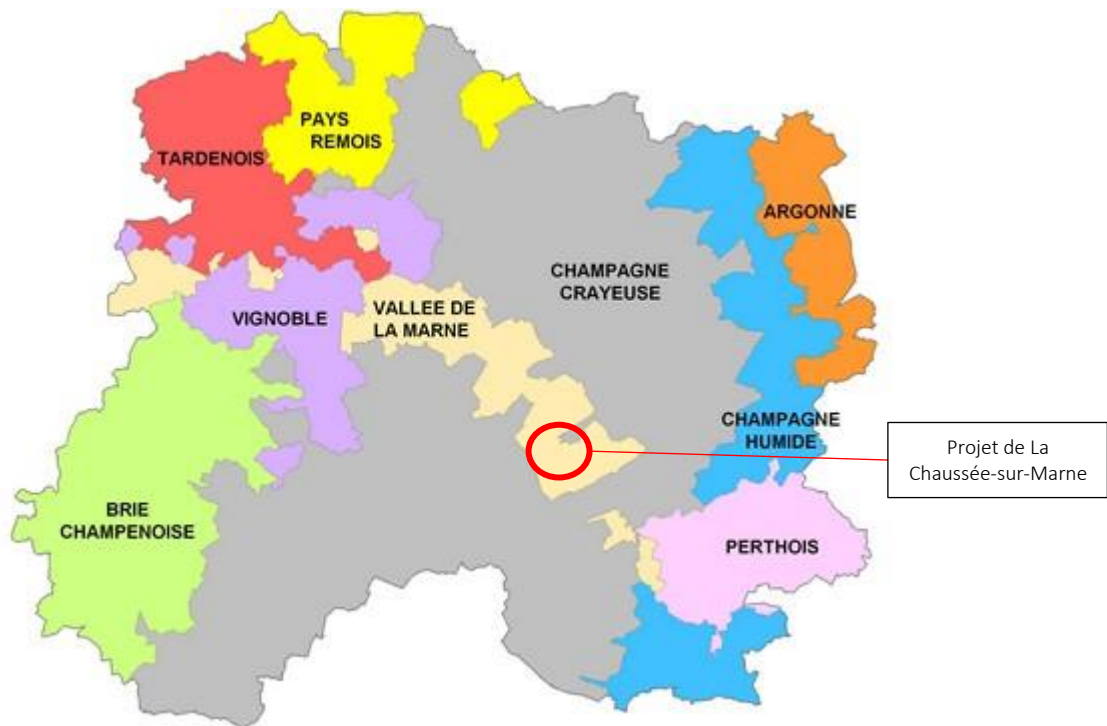 PAYS
REMOIS
TARDENOIS
ARGONNE
CHAMPAGNE
CRAYEUSE
VALLEE DE
LA MARNE
VIGNOBLE
CHAMPAGNE
HUMIDE
Projet de La
Chaussée-sur-Marne
BRIE
CHAMPENOISE
PERTHOIS